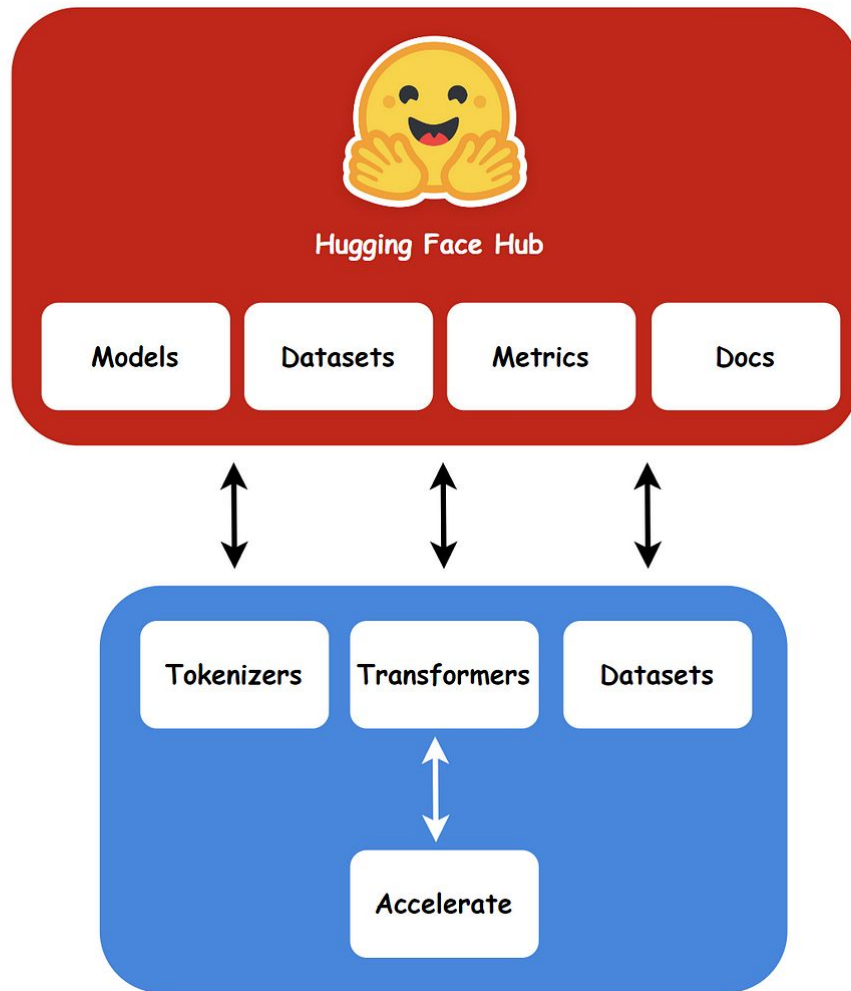 Hugging Face Hub
Models
Datasets
Metrics
Docs
Tokenizers
Transformers
Datasets
Accelerate